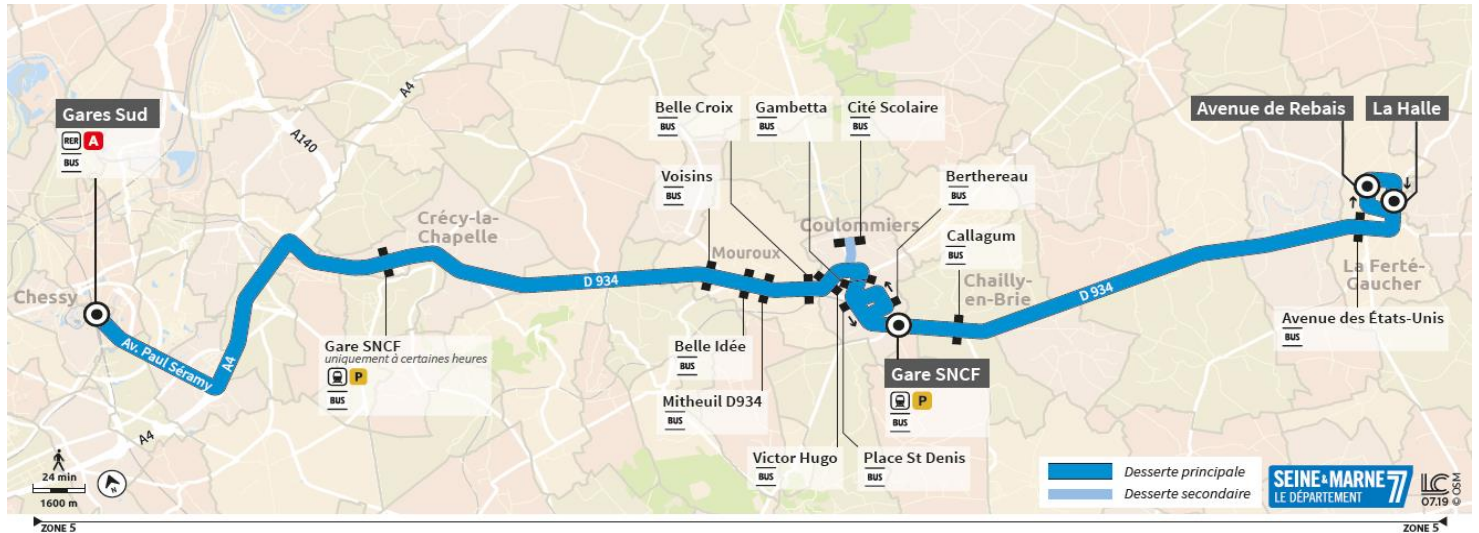 Gares Sud
RER A
BUS
Chessy
Av. Paul Séramy
A4
A4
A4
A140
Crécy-la-
Chapelle
Gare SNCF
uniquement à certaines heures
P
BUS
D 934
Voisins
BUS
Belle Croix
BUS
Gambetta
BUS
Cité Scolaire
BUS
Mouroux
Coulommiers
Belle Idée
BUS
Mitheuil D934
BUS
Victor Hugo
BUS
Place St Denis
BUS
Berthereau
BUS
Gare SNCF
P
BUS
Callagum
BUS
Chailly-
en-Brie
D 934
Avenue de Rebais
La Halle
La Ferté-
Gaucher
Avenue des États-Unis
BUS
24 min
1600 m
N
Desserte principale
Desserte secondaire
SEINE & MARNE 77
LE DÉPARTEMENT
LC
07.19
© OSM
ZONE 5
ZONE 5